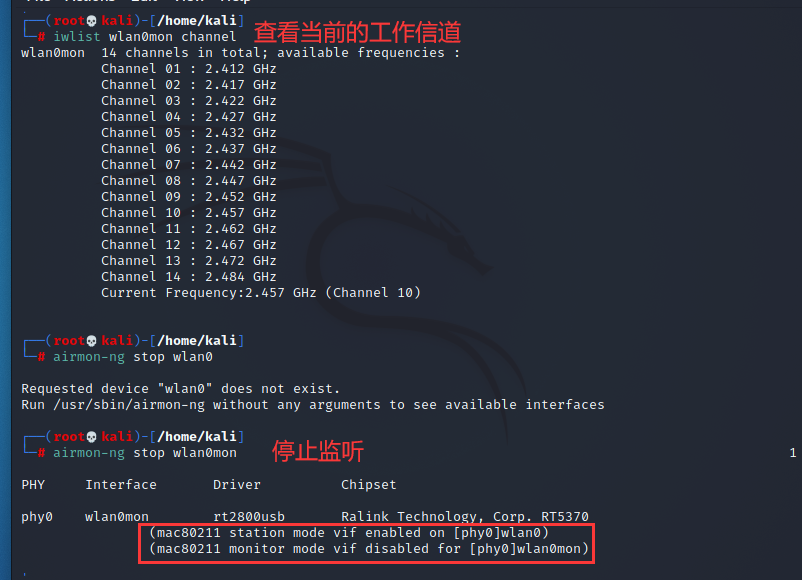 ┌──(root💀kali)-[/home/kali]
└─# iwlist wlan0mon channel 查看当前的工作信道
wlan0mon  14 channels in total; available frequencies :
          Channel 01 : 2.412 GHz
          Channel 02 : 2.417 GHz
          Channel 03 : 2.422 GHz
          Channel 04 : 2.427 GHz
          Channel 05 : 2.432 GHz
          Channel 06 : 2.437 GHz
          Channel 07 : 2.442 GHz
          Channel 08 : 2.447 GHz
          Channel 09 : 2.452 GHz
          Channel 10 : 2.457 GHz
          Channel 11 : 2.462 GHz
          Channel 12 : 2.467 GHz
          Channel 13 : 2.472 GHz
          Channel 14 : 2.484 GHz
          Current Frequency:2.457 GHz (Channel 10)
┌──(root💀kali)-[/home/kali]
└─# airmon-ng stop wlan0
Requested device "wlan0" does not exist.
Run /usr/sbin/airmon-ng without any arguments to see available interfaces
┌──(root💀kali)-[/home/kali]
└─# airmon-ng stop wlan0mon 停止监听 1
PHY     Interface       Driver          Chipset
phy0    wlan0mon        rt2800usb       Ralink Technology, Corp. RT5370
                (mac80211 station mode vif enabled on [phy0]wlan0)
                (mac80211 monitor mode vif disabled for [phy0]wlan0mon)